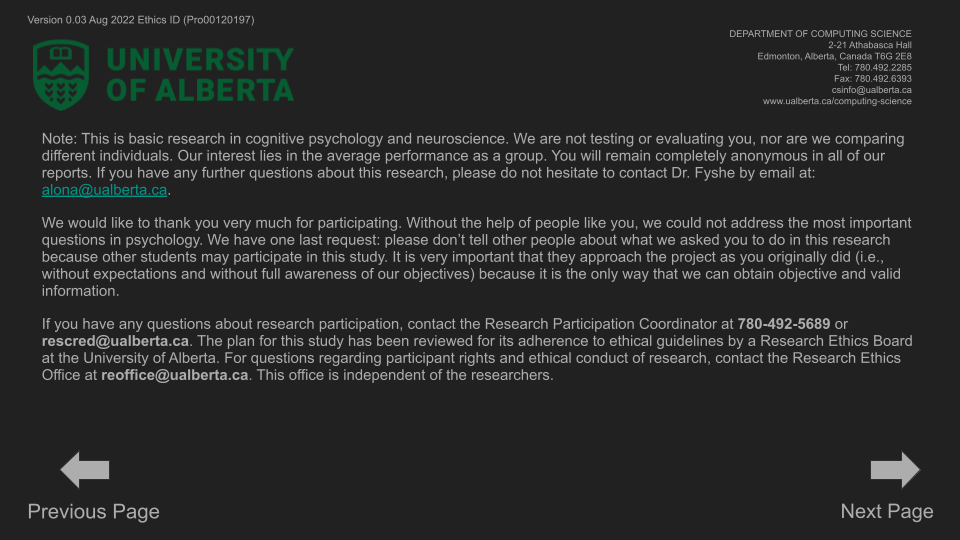 Version 0.03 Aug 2022 Ethics ID (Pro00120197)
UNIVERSITY
OF ALBERTA
DEPARTMENT OF COMPUTING SCIENCE
2-21 Athabasca Hall
Edmonton, Alberta, Canada T6G 2E8
Tel: 780.492.2285
Fax: 780.492.6393
csinfo@ualberta.ca
www.ualberta.ca/computing-science
Note: This is basic research in cognitive psychology and neuroscience. We are not testing or evaluating you, nor are we comparing
different individuals. Our interest lies in the average performance as a group. You will remain completely anonymous in all of our
reports. If you have any further questions about this research, please do not hesitate to contact Dr. Fyshe by email at:
alona@ualberta.ca.
We would like to thank you very much for participating. Without the help of people like you, we could not address the most important
questions in psychology. We have one last request: please don’t tell other people about what we asked you to do in this research
because other students may participate in this study. It is very important that they approach the project as you originally did (i.e.,
without expectations and without full awareness of our objectives) because it is the only way that we can obtain objective and valid
information.
If you have any questions about research participation, contact the Research Participation Coordinator at 780-492-5689 or
rescred@ualberta.ca. The plan for this study has been reviewed for its adherence to ethical guidelines by a Research Ethics Board
at the University of Alberta. For questions regarding participant rights and ethical conduct of research, contact the Research Ethics
Office at reoffice@ualberta.ca. This office is independent of the researchers.
Previous Page
Next Page